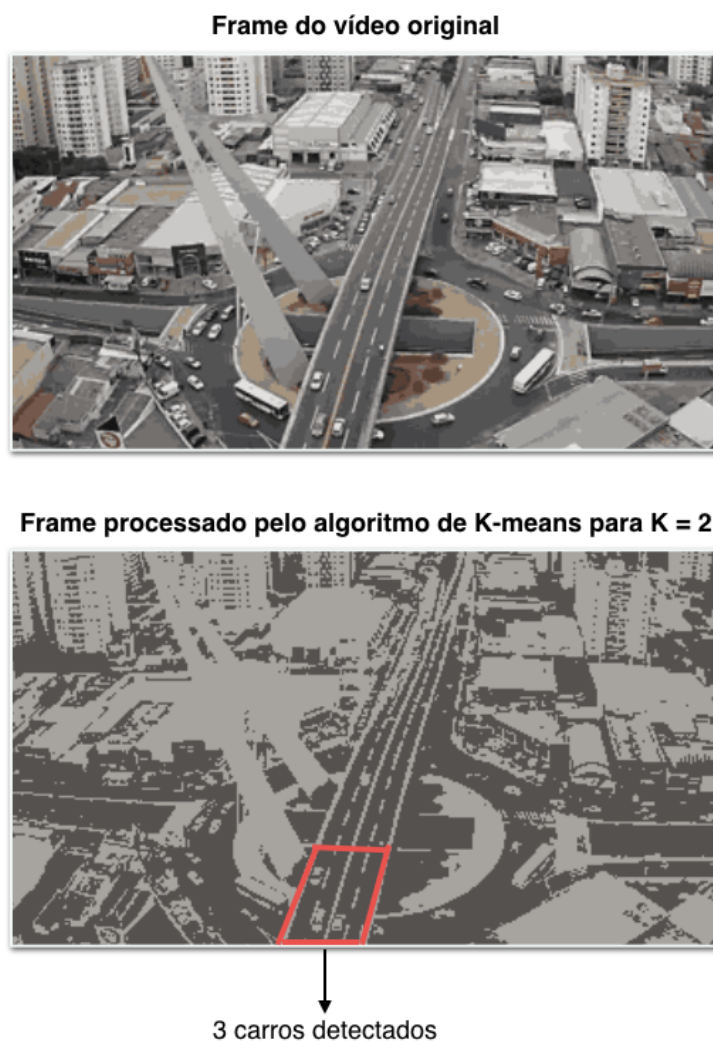 Frame do vídeo original
Frame processado pelo algoritmo de K-means para K = 2
3 carros detectados